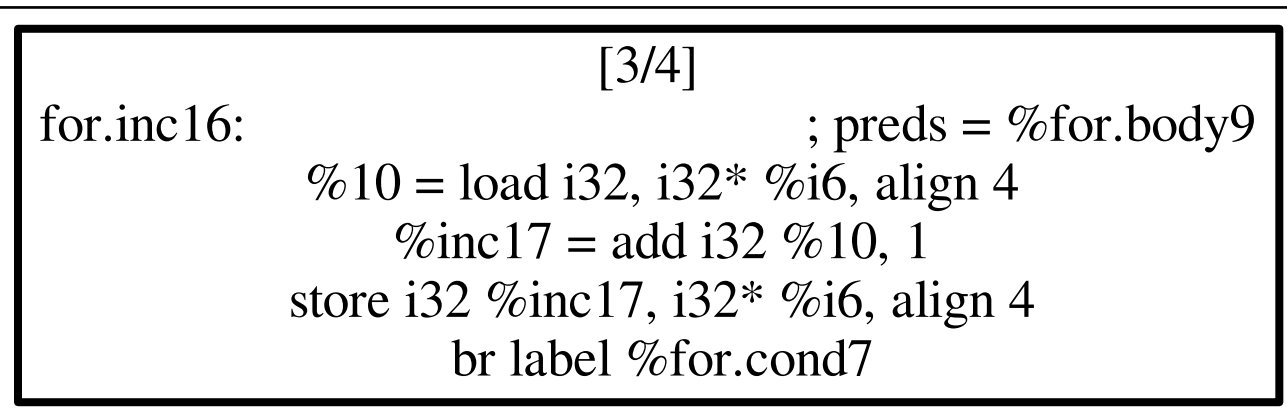 [3/4]
for.inc16: ; preds = %for.body9
%10 = load i32, i32* %i6, align 4
%inc17 = add i32 %10, 1
store i32 %inc17, i32* %i6, align 4
br label %for.cond7